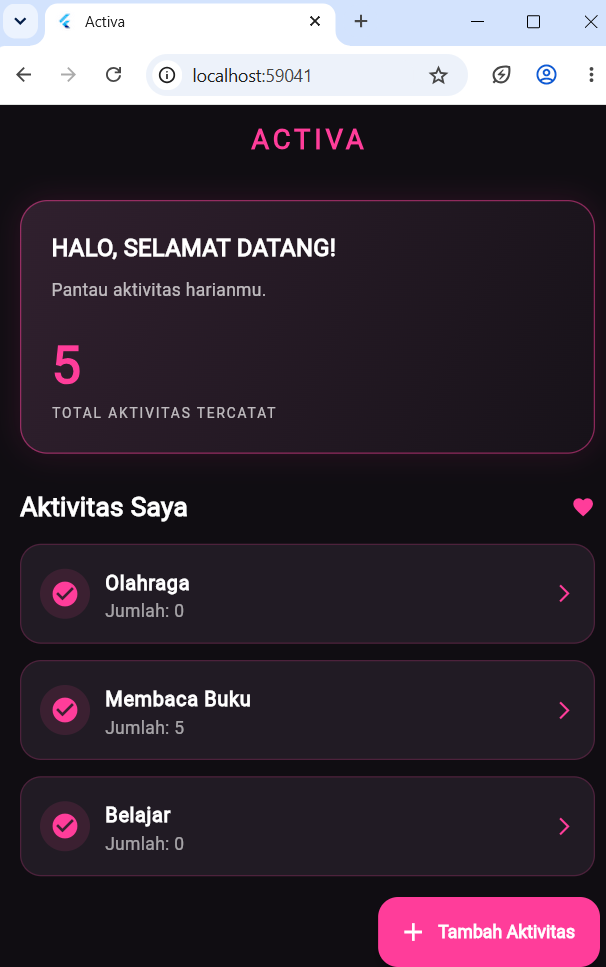 Activa
localhost:59041
ACTIVA
HALO, SELAMAT DATANG!
Pantau aktivitas harianmu.
5
TOTAL AKTIVITAS TERCATAT
Aktivitas Saya
Olahraga
Jumlah: 0
Membaca Buku
Jumlah: 5
Belajar
Jumlah: 0
Tambah Aktivitas